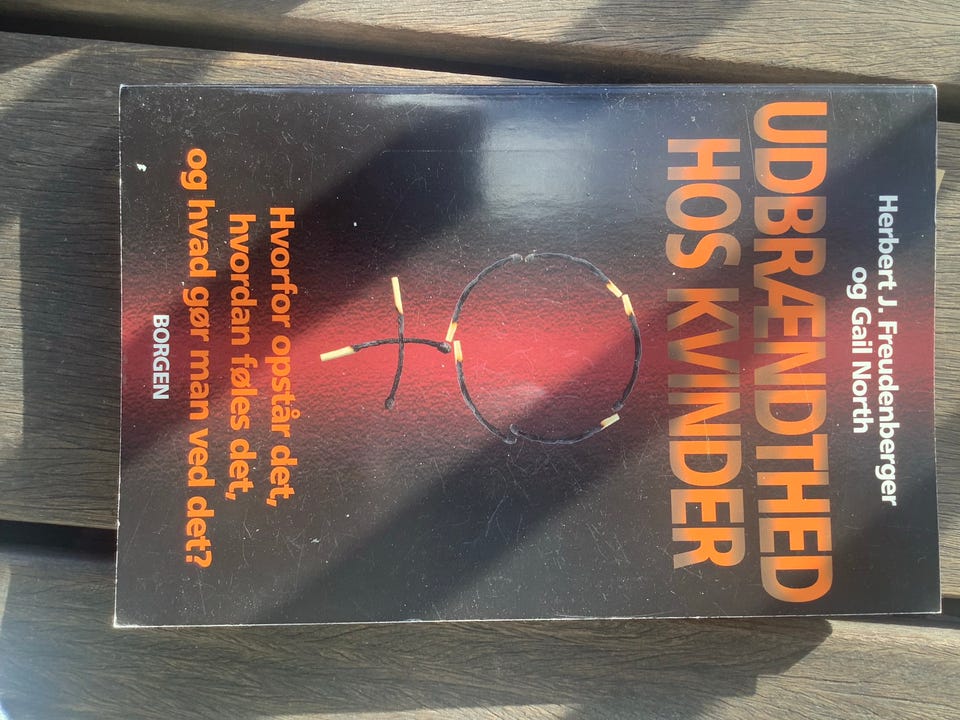 Herbert J. Freudenberger
og Gail North
UDBRÆNDTHED
HOS KVINDER
Hvorfor opstår det,
hvordan føles det,
og hvad gør man ved det?
BORGEN